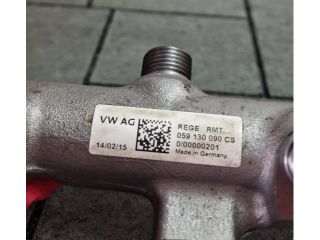 VW AG
REGE RMT
059 130 090 CS
0/00000201
14/02/15
Made in Germany